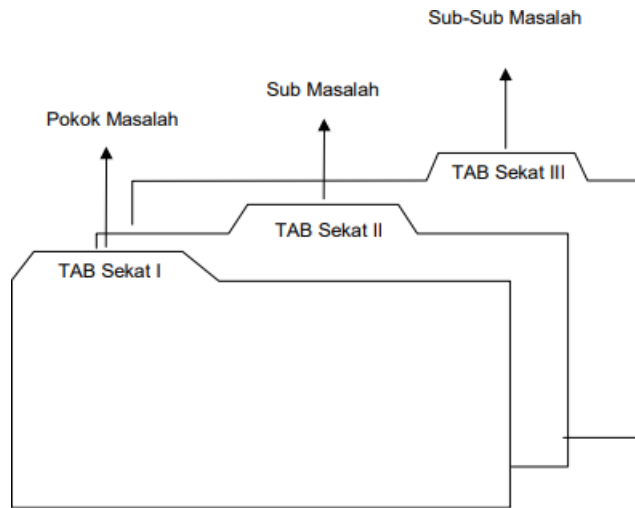 Sub-Sub Masalah
Sub Masalah
Pokok Masalah
TAB Sekat III
TAB Sekat II
TAB Sekat I